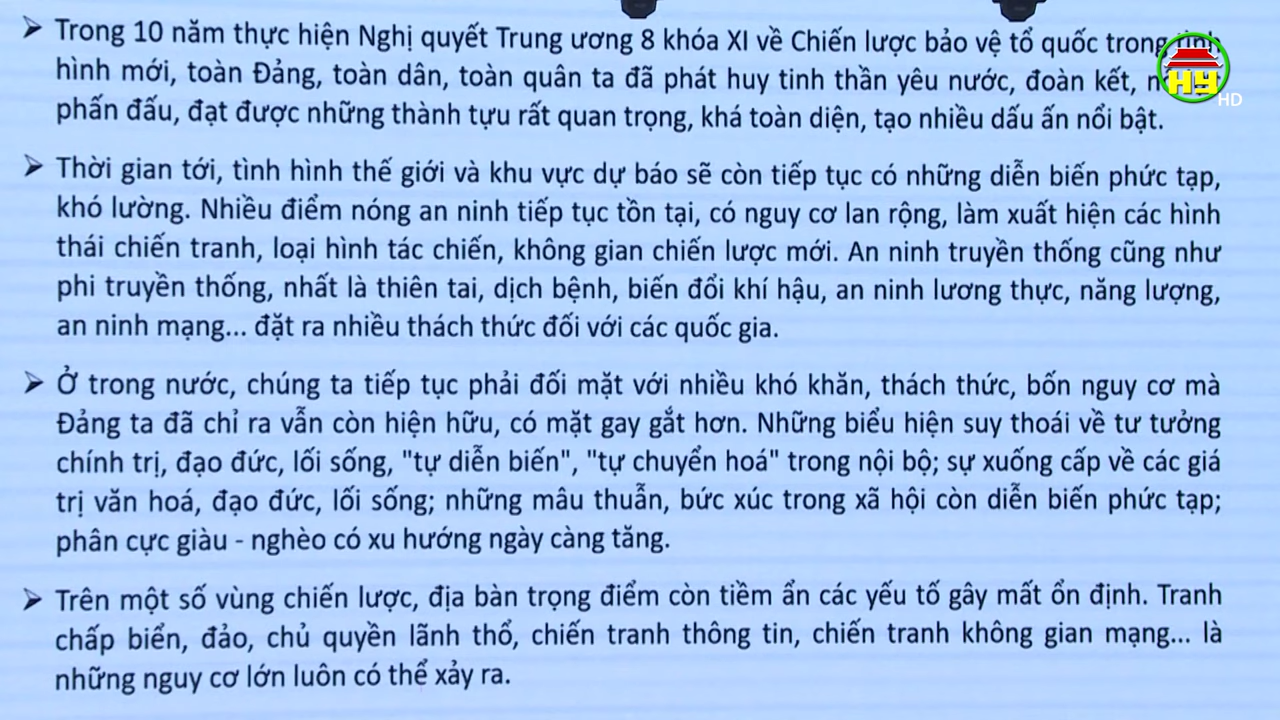 ➢ Trong 10 năm thực hiện Nghị quyết Trung ương 8 khóa XI về Chiến lược bảo vệ tổ quốc trong tình
hình mới, toàn Đảng, toàn dân, toàn quân ta đã phát huy tinh thần yêu nước, đoàn kết,
phấn đấu, đạt được những thành tựu rất quan trọng, khá toàn diện, tạo nhiều dấu ấn nổi bật.
HY
HD
➢ Thời gian tới, tình hình thế giới và khu vực dự báo sẽ còn tiếp tục có những diễn biến phức tạp,
khó lường. Nhiều điểm nóng an ninh tiếp tục tồn tại, có nguy cơ lan rộng, làm xuất hiện các hình
thái chiến tranh, loại hình tác chiến, không gian chiến lược mới. An ninh truyền thống cũng như
phi truyền thống, nhất là thiên tai, dịch bệnh, biến đổi khí hậu, an ninh lương thực, năng lượng,
an ninh mạng... đặt ra nhiều thách thức đối với các quốc gia.
➢ Ở trong nước, chúng ta tiếp tục phải đối mặt với nhiều khó khăn, thách thức, bốn nguy cơ mà
Đảng ta đã chỉ ra vẫn còn hiện hữu, có mặt gay gắt hơn. Những biểu hiện suy thoái về tư tưởng
chính trị, đạo đức, lối sống, "tự diễn biến", "tự chuyển hoá" trong nội bộ; sự xuống cấp về các giá
trị văn hoá, đạo đức, lối sống; những mâu thuẫn, bức xúc trong xã hội còn diễn biến phức tạp;
phân cực giàu - nghèo có xu hướng ngày càng tăng.
➢ Trên một số vùng chiến lược, địa bàn trọng điểm còn tiềm ẩn các yếu tố gây mất ổn định. Tranh
chấp biển, đảo, chủ quyền lãnh thổ, chiến tranh thông tin, chiến tranh không gian mạng... là
những nguy cơ lớn luôn có thể xảy ra.